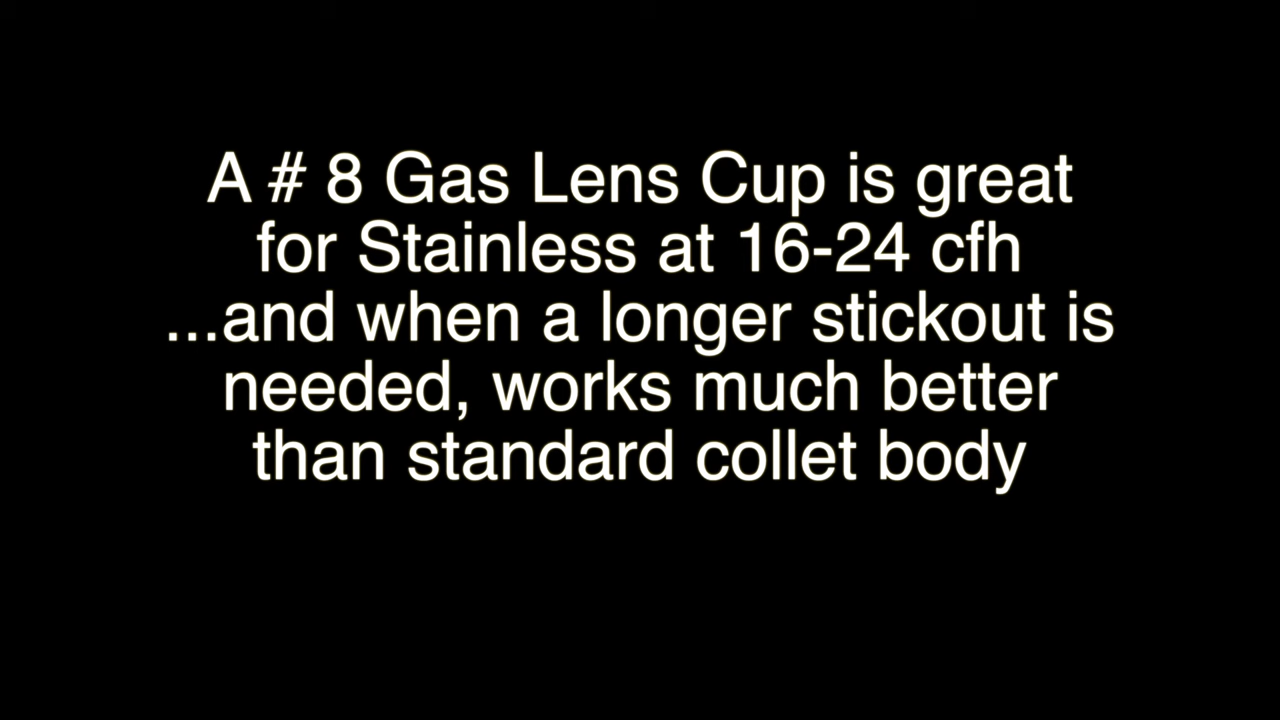 A # 8 Gas Lens Cup is great
for Stainless at 16-24 cfh
...and when a longer stickout is
needed, works much better
than standard collet body